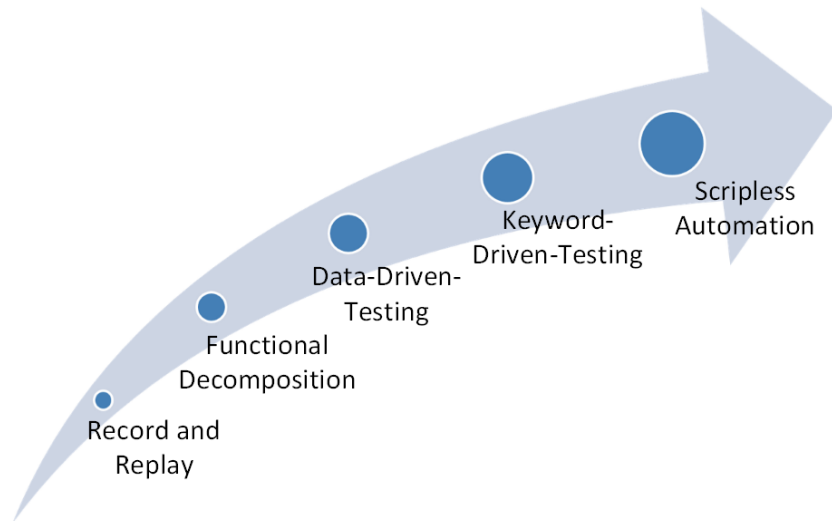 Record and
Replay
Functional
Decomposition
Data-Driven-
Testing
Keyword-
Driven-Testing
Scripless
Automation